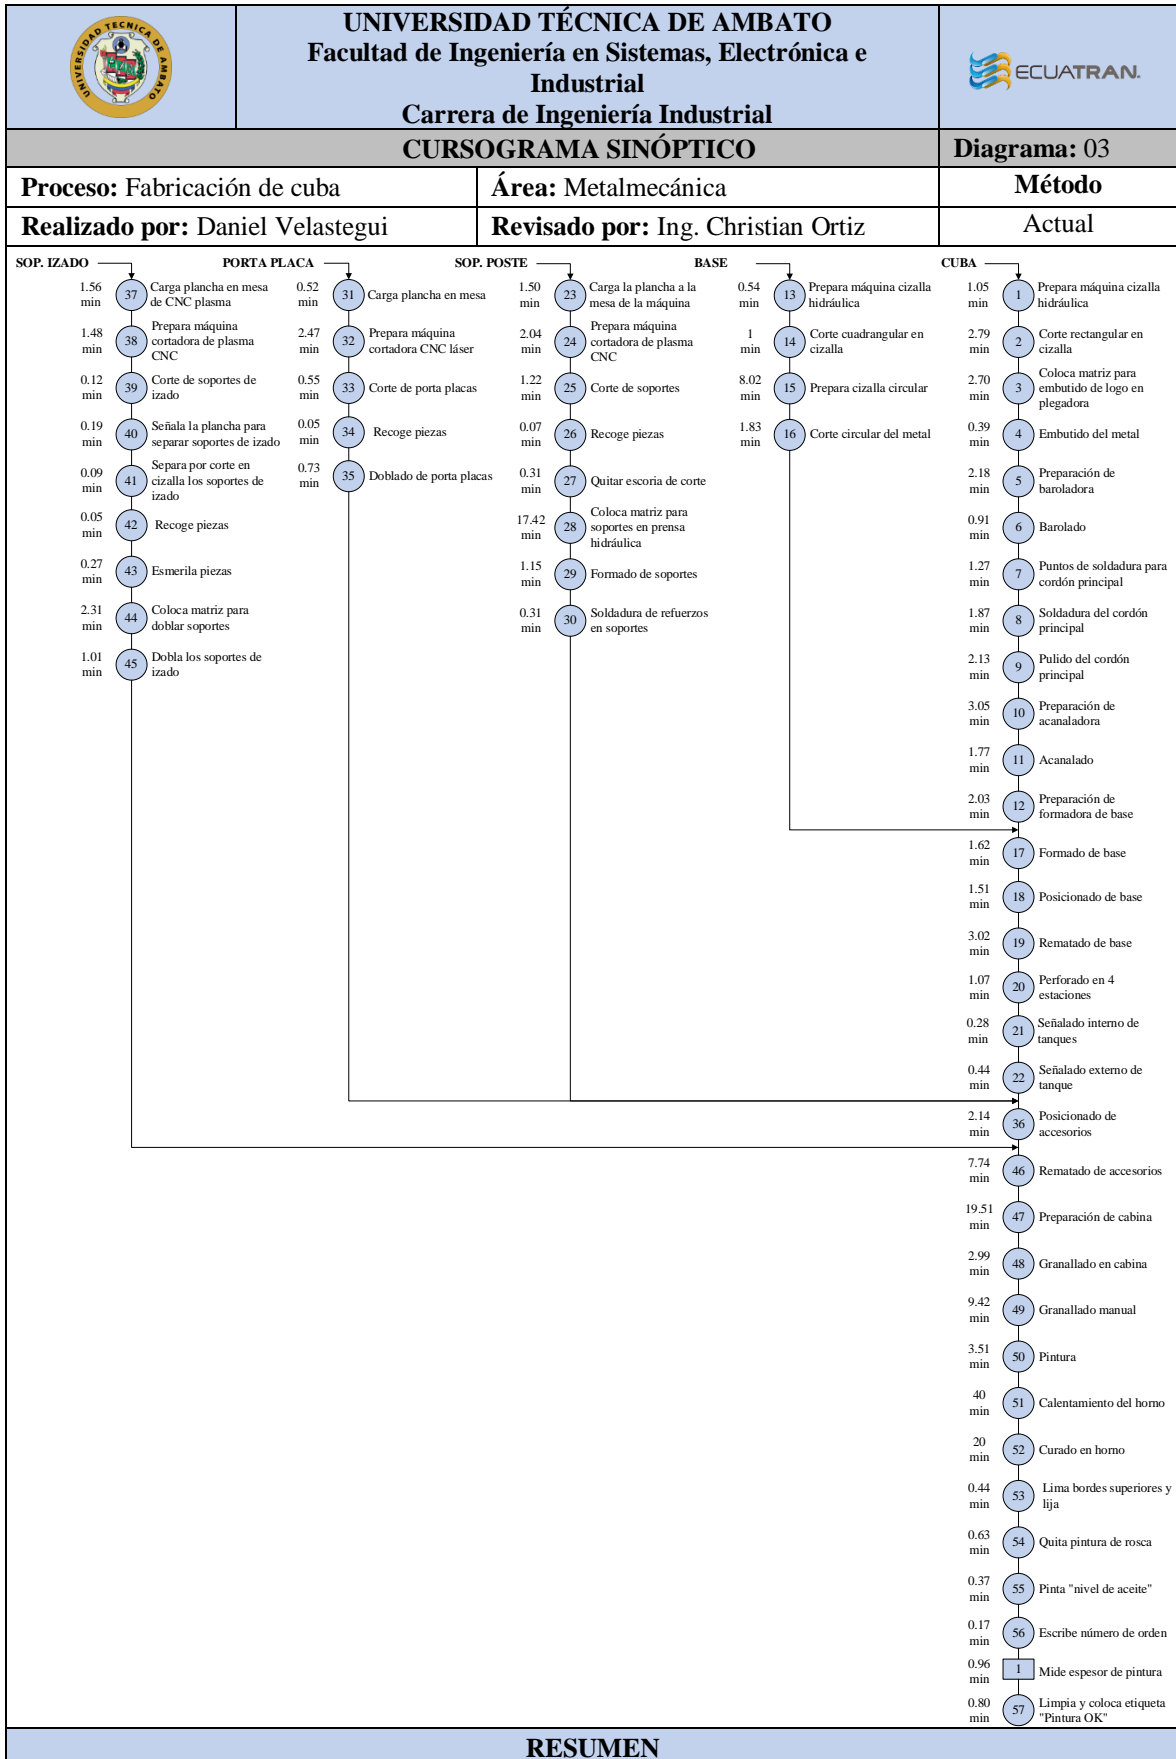 UNIVERSIDAD TÉCNICA DE AMBATO
Facultad de Ingeniería en Sistemas, Electrónica e
Industrial
Carrera de Ingeniería Industrial
UNIVERSIDAD TECNICA DE AMBATO
ECUATRAN.
CURSOGRAMA SINÓPTICO
Diagrama: 03
Proceso: Fabricación de cuba
Área: Metalmecánica
Método
Realizado por: Daniel Velastegui
Revisado por: Ing. Christian Ortiz
Actual
SOP. IZADO
1.56
min
37
Carga plancha en mesa
de CNC plasma
1.48
min
38
Prepara máquina
cortadora de plasma
CNC
0.12
min
39
Corte de soportes de
izado
0.19
min
40
Señala la plancha para
separar soportes de izado
0.09
min
41
Separa por corte en
cizalla los soportes de
izado
0.05
min
42
Recoge piezas
0.27
min
43
Esmerila piezas
2.31
min
44
Coloca matriz para
doblar soportes
1.01
min
45
Dobla los soportes de
izado
PORTA PLACA
0.52
min
31
Carga plancha en mesa
2.47
min
32
Prepara máquina
cortadora CNC láser
0.55
min
33
Corte de porta placas
0.05
min
34
Recoge piezas
0.73
min
35
Doblado de porta placas
SOP. POSTE
1.50
min
23
Carga la plancha a la
mesa de la máquina
2.04
min
24
Prepara máquina
cortadora de plasma
CNC
1.22
min
25
Corte de soportes
0.07
min
26
Recoge piezas
0.31
min
27
Quitar escoria de corte
17.42
min
28
Coloca matriz para
soportes en prensa
hidráulica
1.15
min
29
Formado de soportes
0.31
min
30
Soldadura de refuerzos
en soportes
BASE
0.54
min
13
Prepara máquina cizalla
hidráulica
1
min
14
Corte cuadrangular en
cizalla
8.02
min
15
Prepara cizalla circular
1.83
min
16
Corte circular del metal
CUBA
1.05
min
1
Prepara máquina cizalla
hidráulica
2.79
min
2
Corte rectangular en
cizalla
2.70
min
3
Coloca matriz para
embutido de logo en
plegadora
0.39
min
4
Embutido del metal
2.18
min
5
Preparación de
baroladora
0.91
min
6
Barolado
1.27
min
7
Puntos de soldadura para
cordón principal
1.87
min
8
Soldadura del cordón
principal
2.13
min
9
Pulido del cordón
principal
3.05
min
10
Preparación de
acanaladora
1.77
min
11
Acanalado
2.03
min
12
Preparación de
formadora de base
1.62
min
17
Formado de base
1.51
min
18
Posicionado de base
3.02
min
19
Rematado de base
1.07
min
20
Perforado en 4
estaciones
0.28
min
21
Señalado interno de
tanques
0.44
min
22
Señalado externo de
tanque
2.14
min
36
Posicionado de
accesorios
7.74
min
46
Rematado de accesorios
19.51
min
47
Preparación de cabina
2.99
min
48
Granallado en cabina
9.42
min
49
Granallado manual
3.51
min
50
Pintura
40
min
51
Calentamiento del horno
20
min
52
Curado en horno
0.44
min
53
Lima bordes superiores y
lija
0.63
min
54
Quita pintura de rosca
0.37
min
55
Pinta "nivel de aceite"
0.17
min
56
Escribe número de orden
0.96
min
1
Mide espesor de pintura
0.80
min
57
Limpia y coloca etiqueta
"Pintura OK"
RESUMEN